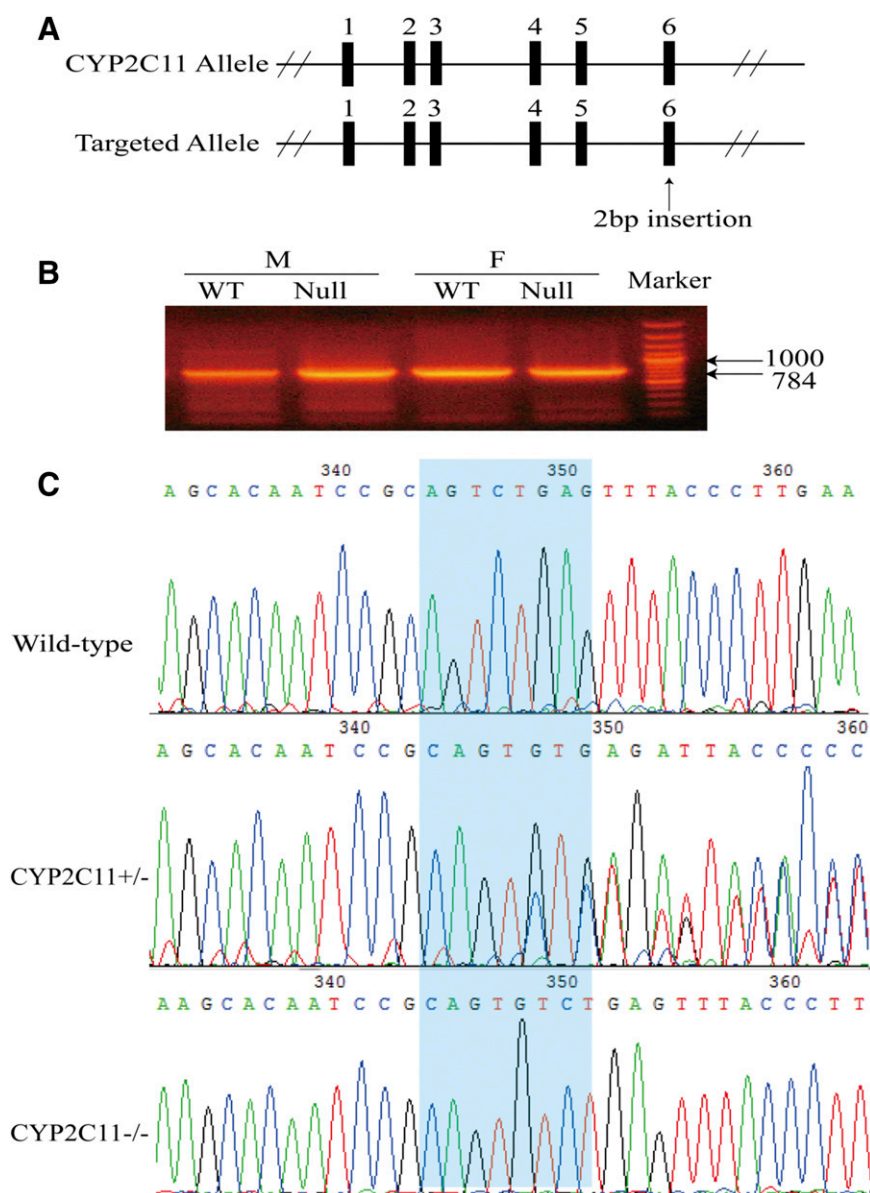 A
1 2 3 4 5 6
CYP2C11 Allele
1 2 3 4 5 6
Targeted Allele
2bp insertion
B
M F
WT Null WT Null Marker
1000
784
C
340 350 360
A G C A C A A T C C G C A G T C T G A G T T T A C C C T T G A A
Wild-type
340 350 360
A G C A C A A T C C G C A G T G T G A G A T T A C C C C C
CYP2C11+/-
340 350 360
A A G C A C A A T C C G C A G T G T C T G A G T T T A C C C T T
CYP2C11-/-